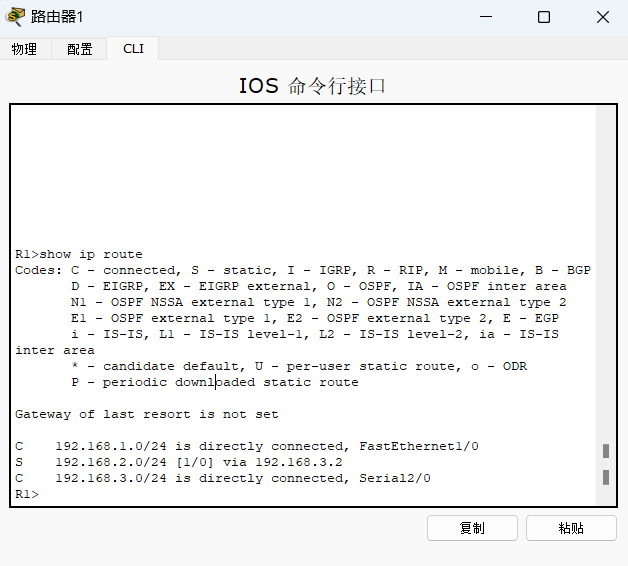 路由器1
物理 配置 CLI
IOS 命令行接口
R1>show ip route
Codes: C - connected, S - static, I - IGRP, R - RIP, M - mobile, B - BGP
       D - EIGRP, EX - EIGRP external, O - OSPF, IA - OSPF inter area
       N1 - OSPF NSSA external type 1, N2 - OSPF NSSA external type 2
       E1 - OSPF external type 1, E2 - OSPF external type 2, E - EGP
       i - IS-IS, L1 - IS-IS level-1, L2 - IS-IS level-2, ia - IS-IS
inter area
       * - candidate default, U - per-user static route, o - ODR
       P - periodic downloaded static route
Gateway of last resort is not set
C    192.168.1.0/24 is directly connected, FastEthernet1/0
S    192.168.2.0/24 [1/0] via 192.168.3.2
C    192.168.3.0/24 is directly connected, Serial2/0
R1>
复制 粘贴